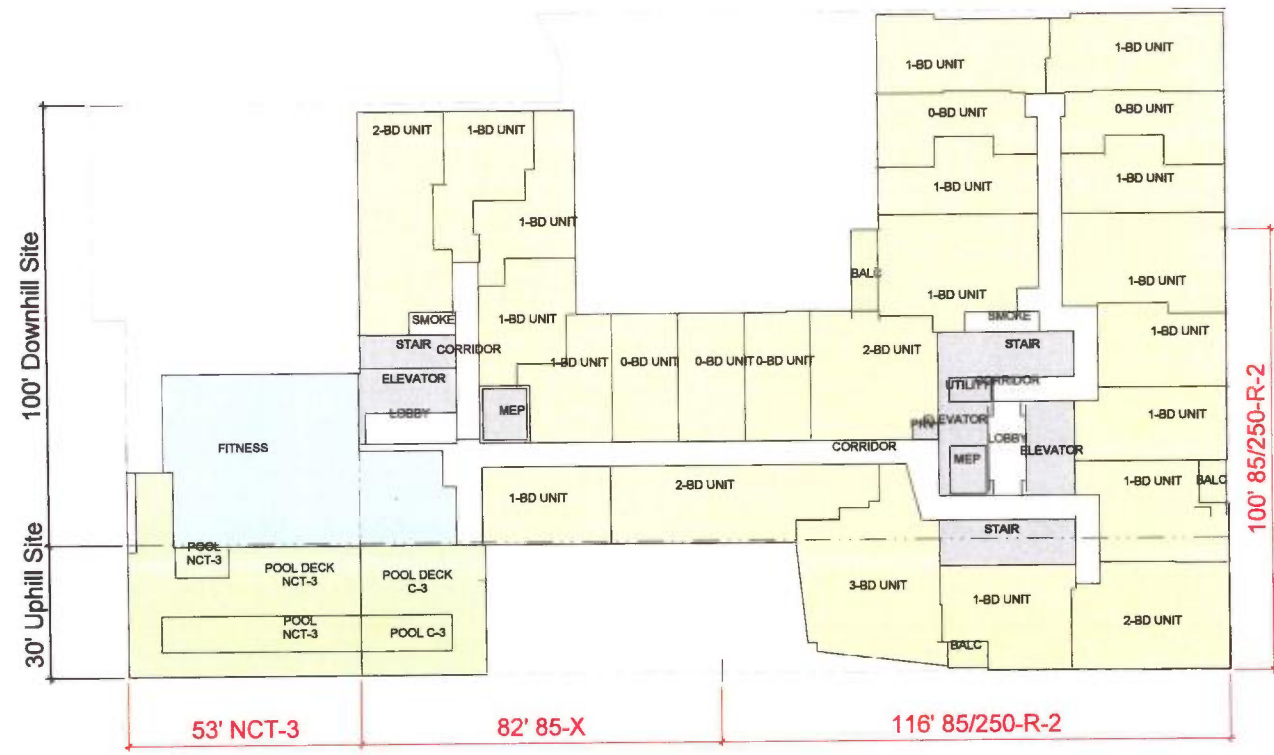 1-BD UNIT
1-BD UNIT
0-BD UNIT
0-BD UNIT
2-BD UNIT
1-BD UNIT
1-BD UNIT
1-BD UNIT
1-BD UNIT
BALC
1-BD UNIT
1-BD UNIT
SMOKE
1-BD UNIT
SMOKE
1-BD UNIT
STAIR
CORRIDOR
1-BD UNIT
0-BD UNIT
0-BD UNIT
0-BD UNIT
2-BD UNIT
STAIR
ELEVATOR
UTILITY
CORRIDOR
LOBBY
MEP
PRV
ELEVATOR
LOBBY
1-BD UNIT
FITNESS
CORRIDOR
MEP
ELEVATOR
1-BD UNIT
2-BD UNIT
1-BD UNIT
BALC
STAIR
POOL
NCT-3
POOL DECK
NCT-3
POOL DECK
C-3
3-BD UNIT
1-BD UNIT
2-BD UNIT
POOL
NCT-3
POOL C-3
BALC
100' Downhill Site
30' Uphill Site
100' 85/250-R-2
53' NCT-3
82' 85-X
116' 85/250-R-2